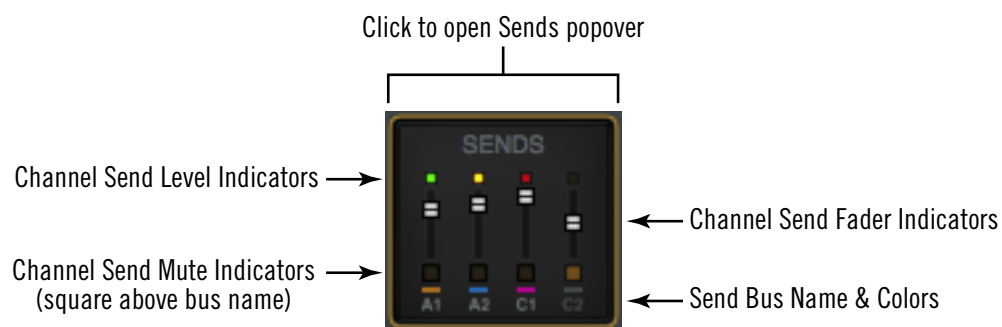 Click to open Sends popover
SENDS
Channel Send Level Indicators
Channel Send Fader Indicators
Channel Send Mute Indicators
(square above bus name)
A1 A2 C1 C2
Send Bus Name & Colors